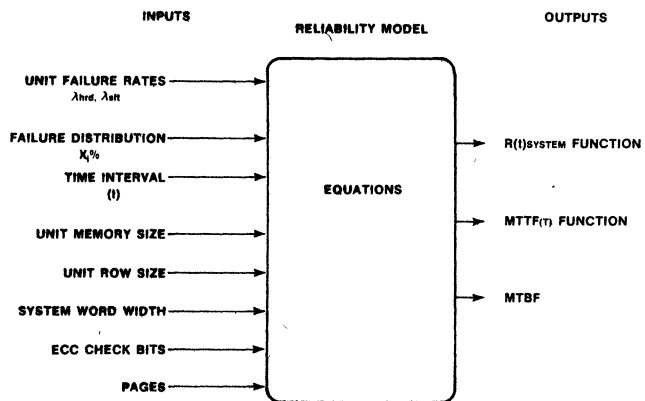 INPUTS
RELIABILITY MODEL
OUTPUTS
UNIT FAILURE RATES
λhrd, λsft
FAILURE DISTRIBUTION
Xi%
TIME INTERVAL
(t)
UNIT MEMORY SIZE
UNIT ROW SIZE
SYSTEM WORD WIDTH
ECC CHECK BITS
PAGES
EQUATIONS
R(t)SYSTEM FUNCTION
MTTF(T) FUNCTION
MTBF